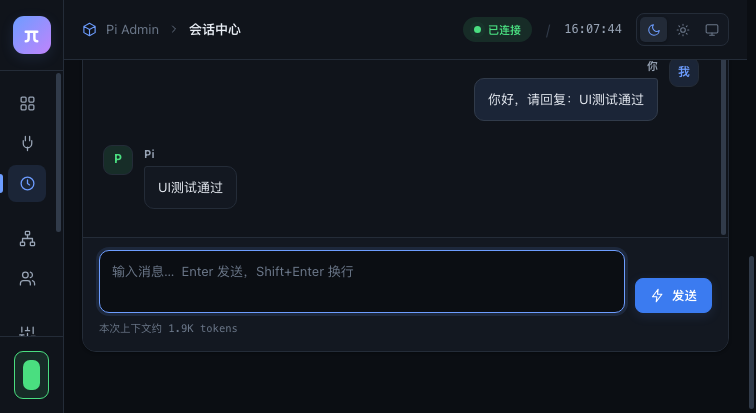 π
Pi Admin > 会话中心
已连接
/
16:07:44
你
我
你好，请回复：UI测试通过
P
Pi
UI测试通过
输入消息... Enter 发送，Shift+Enter 换行
发送
本次上下文约 1.9K tokens